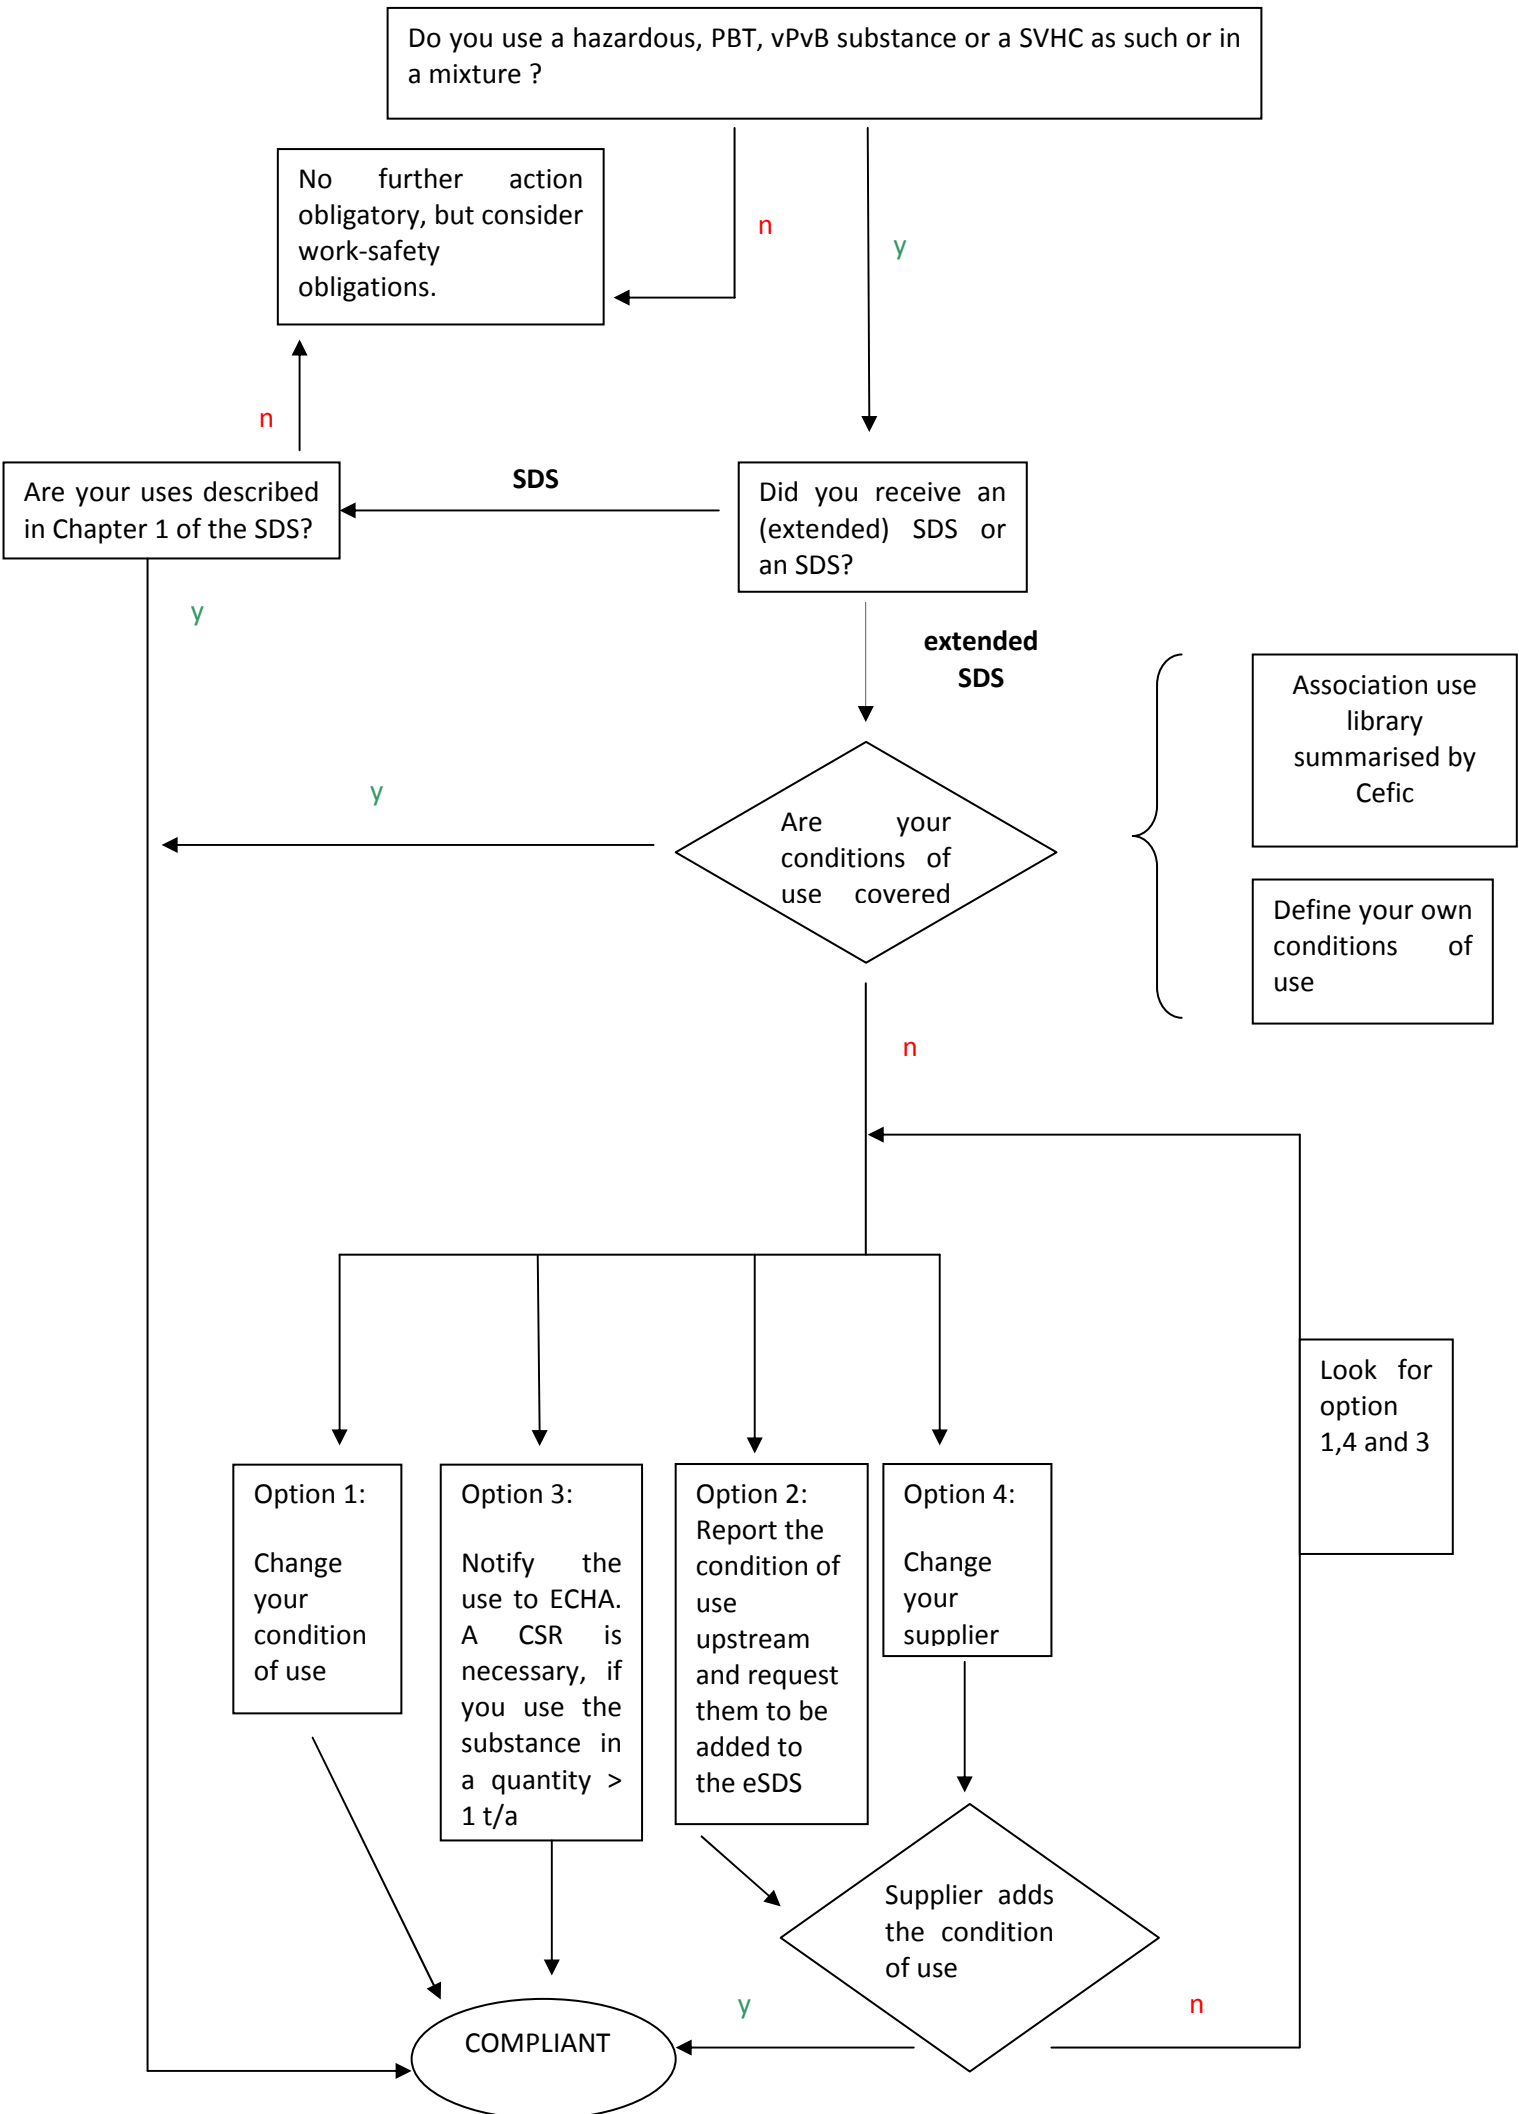 Do you use a hazardous, PBT, vPvB substance or a SVHC as such or in
a mixture ?
No further action
obligatory, but consider
work-safety
obligations.
n
y
n
Are your uses described
in Chapter 1 of the SDS?
SDS
Did you receive an
(extended) SDS or
an SDS?
y
extended
SDS
Association use
library
summarised by
Cefic
y
Are your
conditions of
use covered
Define your own
conditions of
use
n
Look for
option
1,4 and 3
Option 1:
Change
your
condition
of use
Option 3:
Notify the
use to ECHA.
A CSR is
necessary, if
you use the
substance in
a quantity >
1 t/a
Option 2:
Report the
condition of
use
upstream
and request
them to be
added to
the eSDS
Option 4:
Change
your
supplier
Supplier adds
the condition
of use
y
n
COMPLIANT